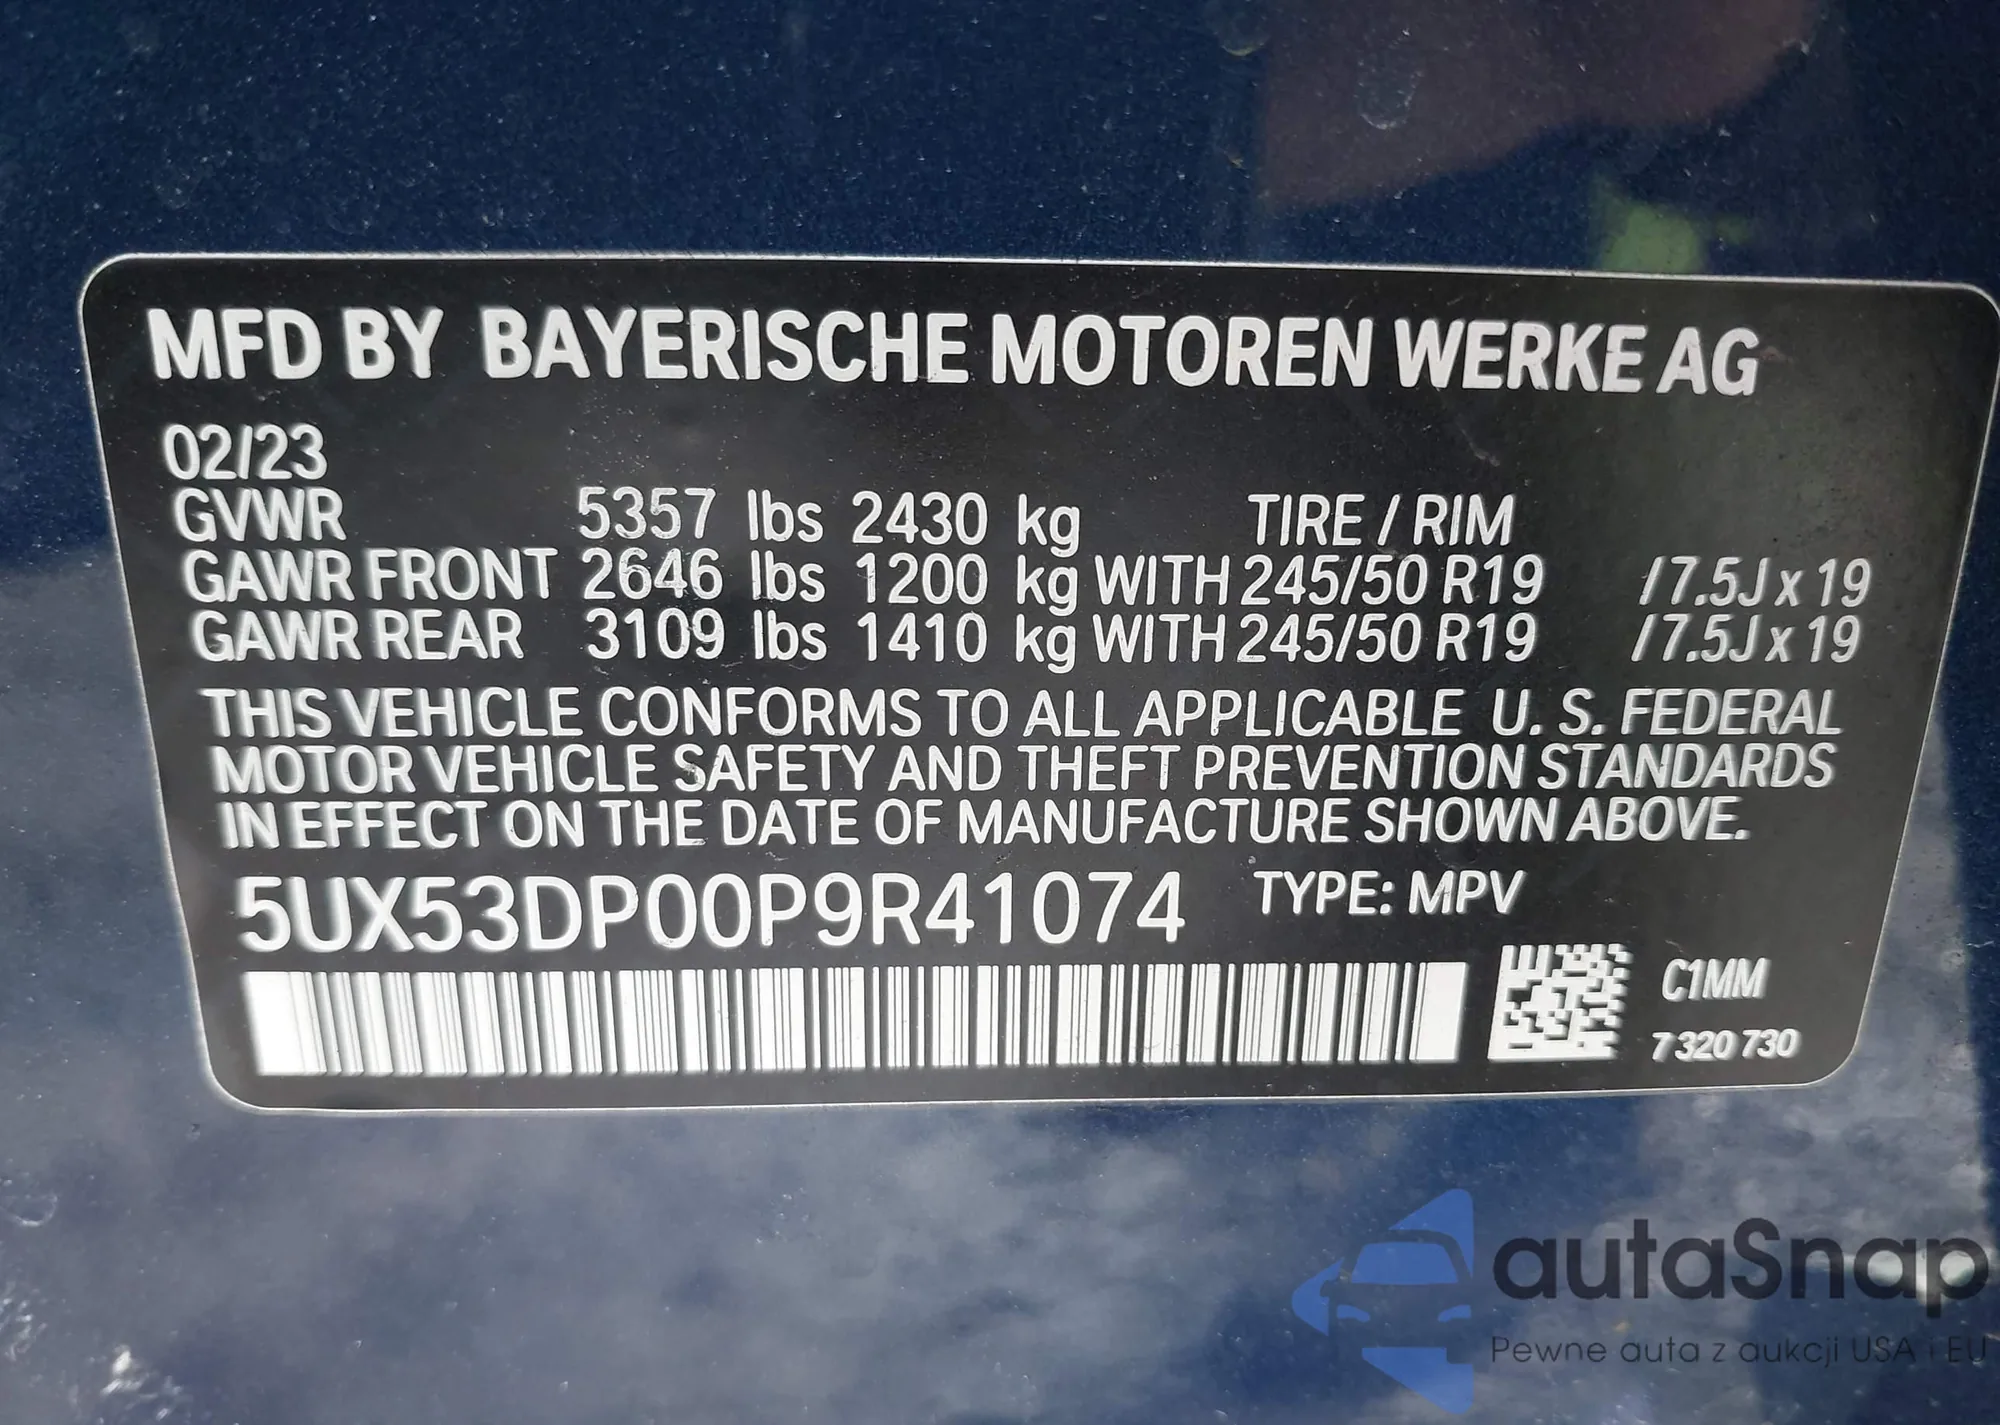 MFD BY BAYERISCHE MOTOREN WERKE AG
02/23
GVWR 5357 lbs 2430 kg TIRE / RIM
GAWR FRONT 2646 lbs 1200 kg WITH 245/50 R19 / 7.5J x 19
GAWR REAR 3109 lbs 1410 kg WITH 245/50 R19 / 7.5J x 19
THIS VEHICLE CONFORMS TO ALL APPLICABLE U. S. FEDERAL
MOTOR VEHICLE SAFETY AND THEFT PREVENTION STANDARDS
IN EFFECT ON THE DATE OF MANUFACTURE SHOWN ABOVE.
5UX53DP00P9R41074 TYPE: MPV
C1MM
7 320 730
autaSnap
Pewne auta z aukcji USA i EU